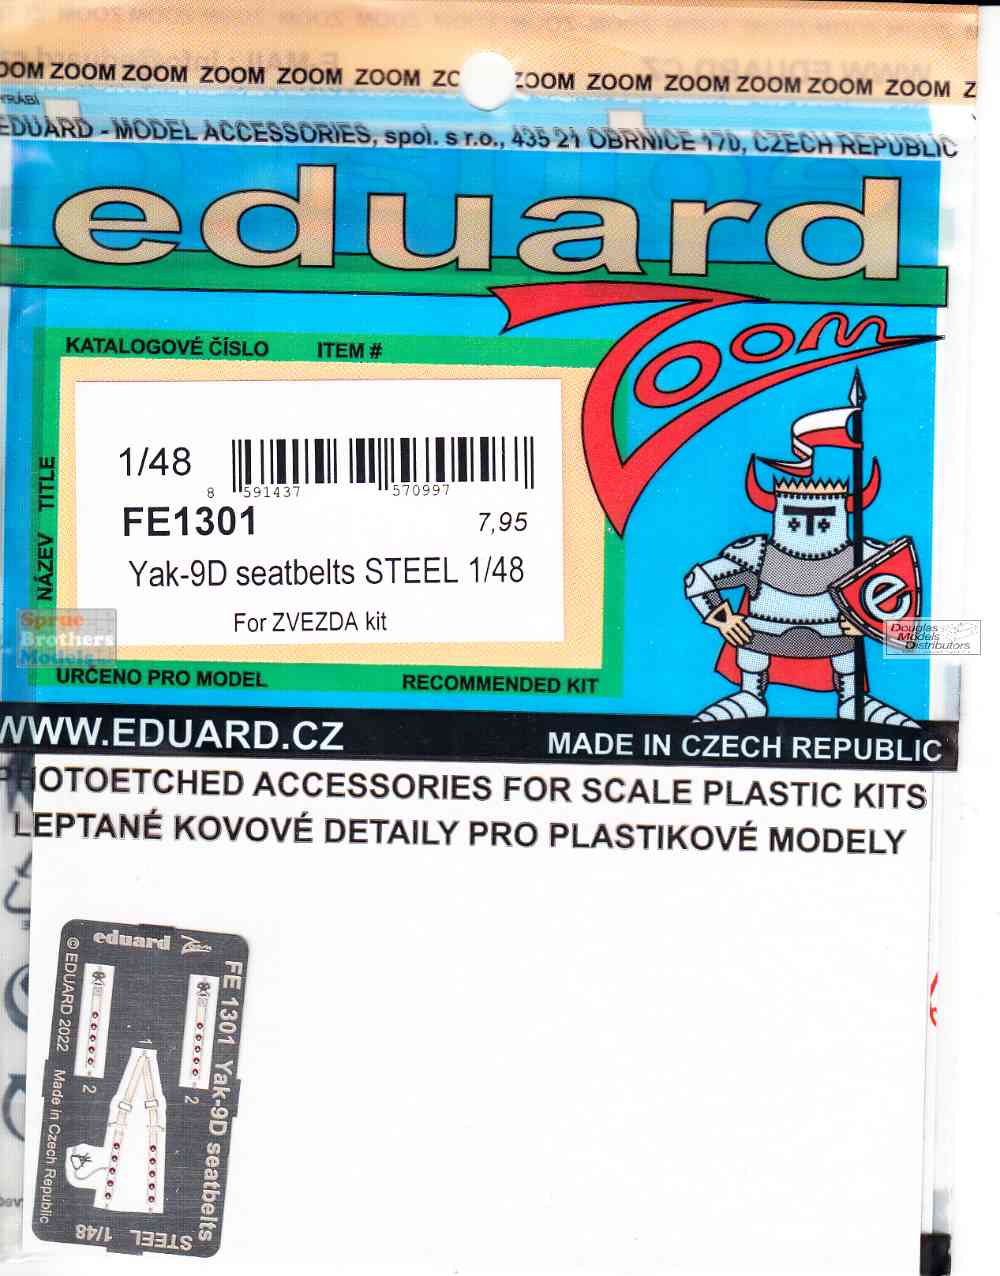 ZOOM ZOOM ZOOM ZOOM ZOOM ZOOM ZOOM ZOOM ZOOM ZOOM ZOOM
VYRÁBÍ
EDUARD - MODEL ACCESSORIES, spol. s r.o., 435 21 OBRNICE 170, CZECH REPUBLIC
eduard
Zoom
KATALOGOVÉ ČÍSLO ITEM #
1/48
8 591437 570997
FE1301 7,95
Yak-9D seatbelts STEEL 1/48
For ZVEZDA kit
NÁZEV TITLE
URČENO PRO MODEL RECOMMENDED KIT
e
Sprue
Brothers
Models
Douglas
Models
Distributors
WWW.EDUARD.CZ MADE IN CZECH REPUBLIC
PHOTOETCHED ACCESSORIES FOR SCALE PLASTIC KITS
LEPTANÉ KOVOVÉ DETAILY PRO PLASTIKOVÉ MODELY
eduard Zoom
© EDUARD 2022 Made in Czech Republic
FE 1301 Yak-9D seatbelts
2
1
2
STEEL 1/48